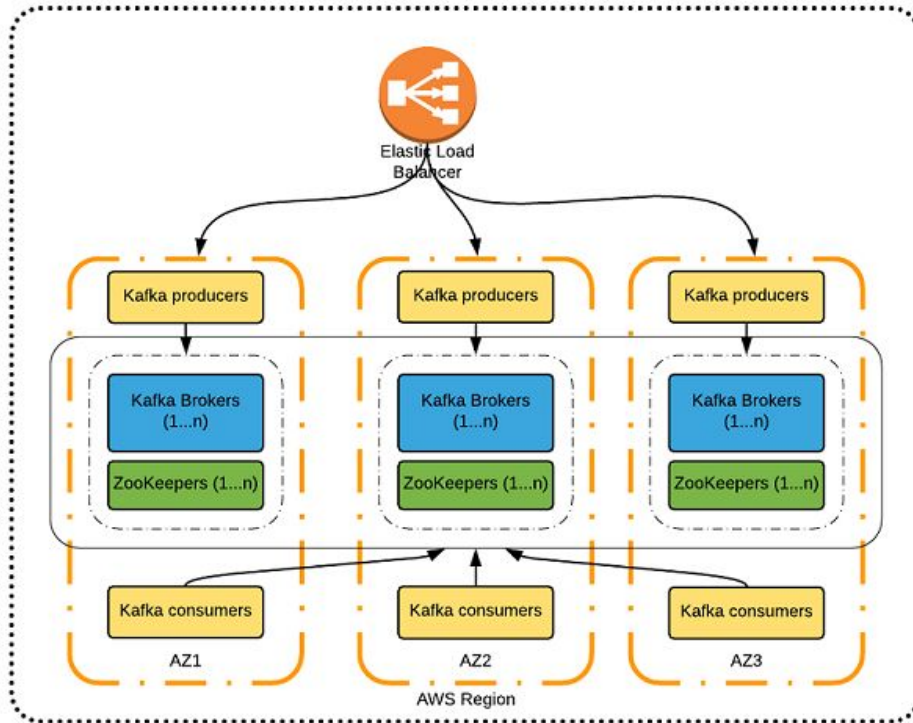 Elastic Load
Balancer
Kafka producers
Kafka producers
Kafka producers
Kafka Brokers
(1...n)
Kafka Brokers
(1...n)
Kafka Brokers
(1...n)
ZooKeepers (1...n)
ZooKeepers (1...n)
ZooKeepers (1...n)
Kafka consumers
Kafka consumers
Kafka consumers
AZ1
AZ2
AZ3
AWS Region